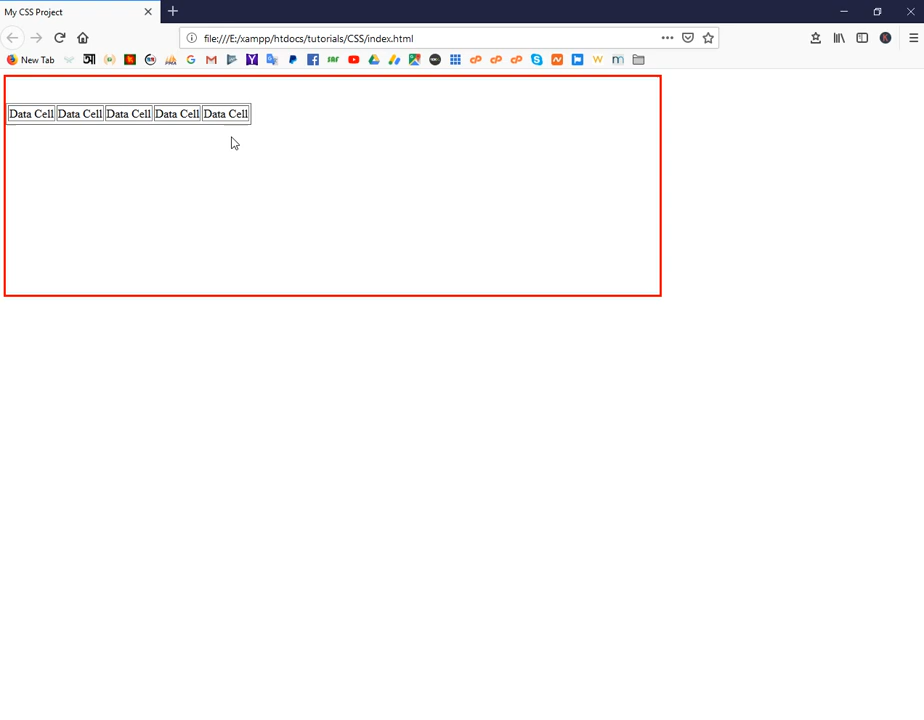 My CSS Project
file:///E:/xampp/htdocs/tutorials/CSS/index.html
New Tab
Data Cell Data Cell Data Cell Data Cell Data Cell